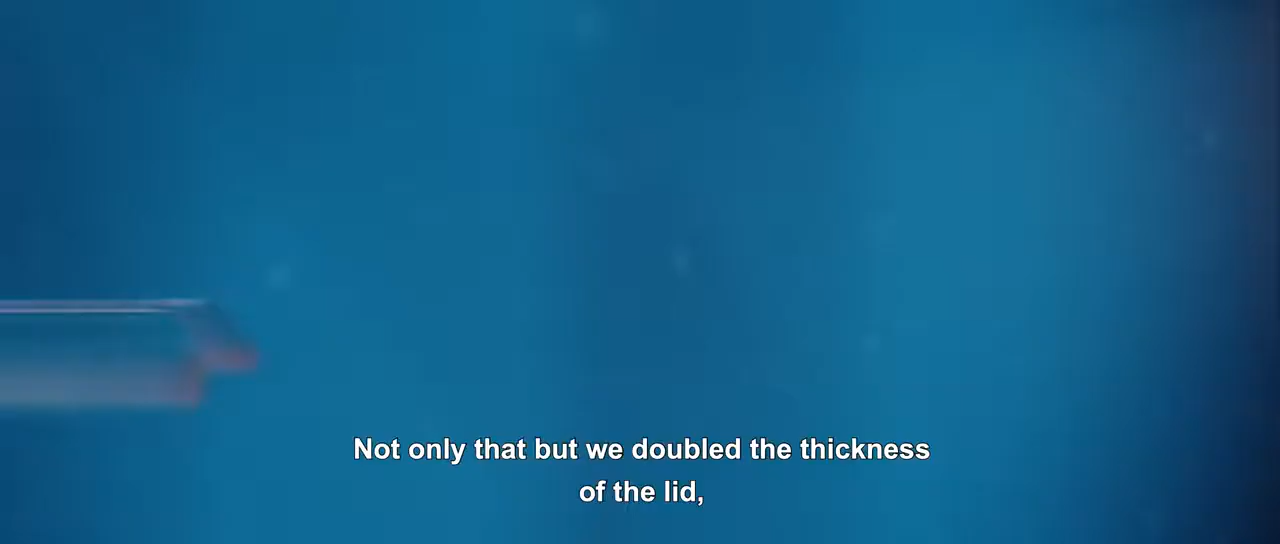 Not only that but we doubled the thickness
of the lid,